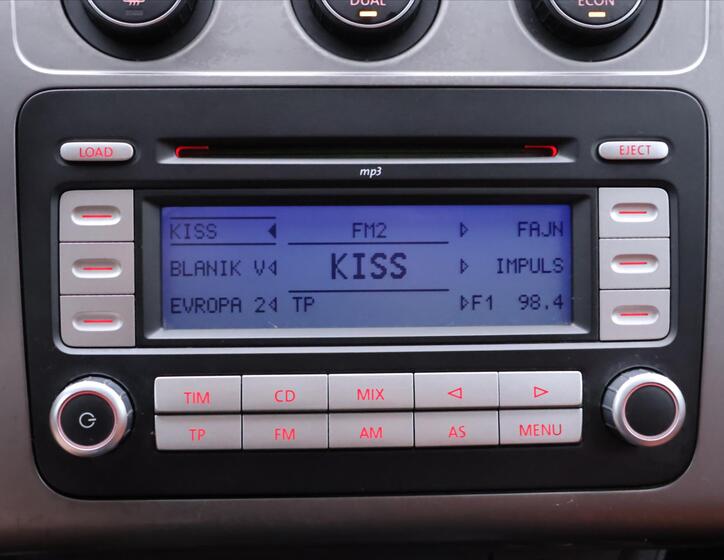 DUAL
ECON
LOAD
EJECT
mp3
KISS FM2 FAJN
BLANIK V KISS IMPULS
EVROPA 2 TP F1 98.4
TIM CD MIX
TP FM AM AS MENU